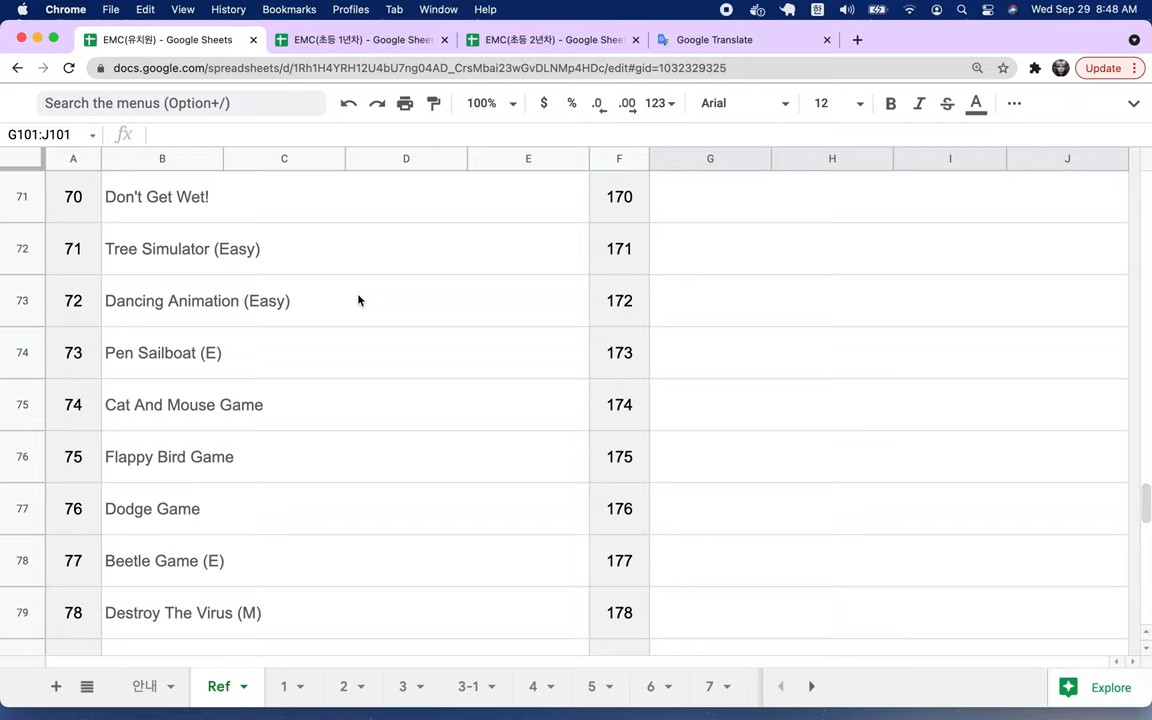 Chrome File Edit View History Bookmarks Profiles Tab Window Help 한 Wed Sep 29 8:48 AM
EMC(유치원) - Google Sheets EMC(초등 1년차) - Google Sheet EMC(초등 2년차) - Google Shee Google Translate
docs.google.com/spreadsheets/d/1Rh1H4YRH12U4bU7ng04AD_CrsMbai23wGvDLNMp4HDc/edit#gid=1032329325 Update
Search the menus (Option+/) 100% $ % .0 .00 123 Arial 12 B I S A
G101:J101 fx
A B C D E F G H I J
71 70 Don't Get Wet! 170
72 71 Tree Simulator (Easy) 171
73 72 Dancing Animation (Easy) 172
74 73 Pen Sailboat (E) 173
75 74 Cat And Mouse Game 174
76 75 Flappy Bird Game 175
77 76 Dodge Game 176
78 77 Beetle Game (E) 177
79 78 Destroy The Virus (M) 178
안내 Ref 1 2 3 3-1 4 5 6 7 Explore